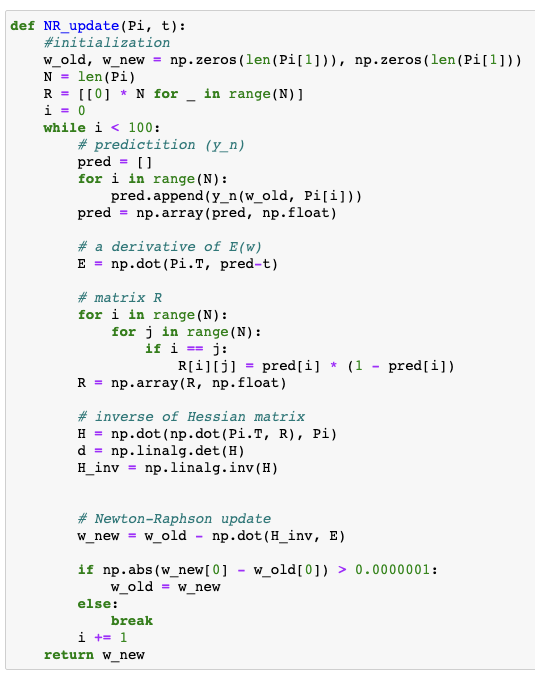 def NR_update(Pi, t):
    #initialization
    w_old, w_new = np.zeros(len(Pi[1])), np.zeros(len(Pi[1]))
    N = len(Pi)
    R = [[0] * N for _ in range(N)]
    i = 0
    while i < 100:
        # predictition (y_n)
        pred = []
        for i in range(N):
            pred.append(y_n(w_old, Pi[i]))
        pred = np.array(pred, np.float)

        # a derivative of E(w)
        E = np.dot(Pi.T, pred-t)

        # matrix R
        for i in range(N):
            for j in range(N):
                if i == j:
                    R[i][j] = pred[i] * (1 - pred[i])
        R = np.array(R, np.float)

        # inverse of Hessian matrix
        H = np.dot(np.dot(Pi.T, R), Pi)
        d = np.linalg.det(H)
        H_inv = np.linalg.inv(H)


        # Newton-Raphson update
        w_new = w_old - np.dot(H_inv, E)

        if np.abs(w_new[0] - w_old[0]) > 0.0000001:
            w_old = w_new
        else:
            break
        i += 1
    return w_new